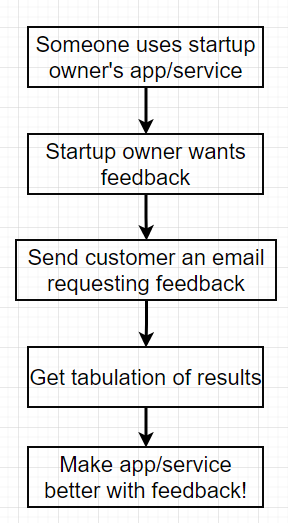 Someone uses startup
owner's app/service
Startup owner wants
feedback
Send customer an email
requesting feedback
Get tabulation of results
Make app/service
better with feedback!